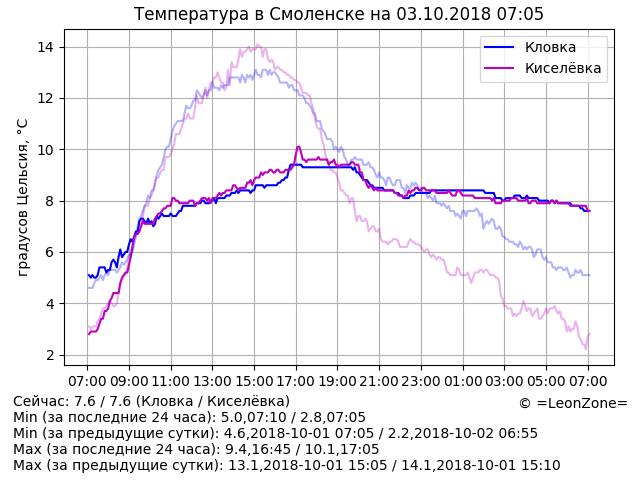 Температура в Смоленске на 03.10.2018 07:05
Кловка
Киселёвка
градусов Цельсия, °C
14
12
10
8
6
4
2
07:00 09:00 11:00 13:00 15:00 17:00 19:00 21:00 23:00 01:00 03:00 05:00 07:00
Сейчас: 7.6 / 7.6 (Кловка / Киселёвка)
© =LeonZone=
Min (за последние 24 часа): 5.0,07:10 / 2.8,07:05
Min (за предыдущие сутки): 4.6,2018-10-01 07:05 / 2.2,2018-10-02 06:55
Max (за последние 24 часа): 9.4,16:45 / 10.1,17:05
Max (за предыдущие сутки): 13.1,2018-10-01 15:05 / 14.1,2018-10-01 15:10